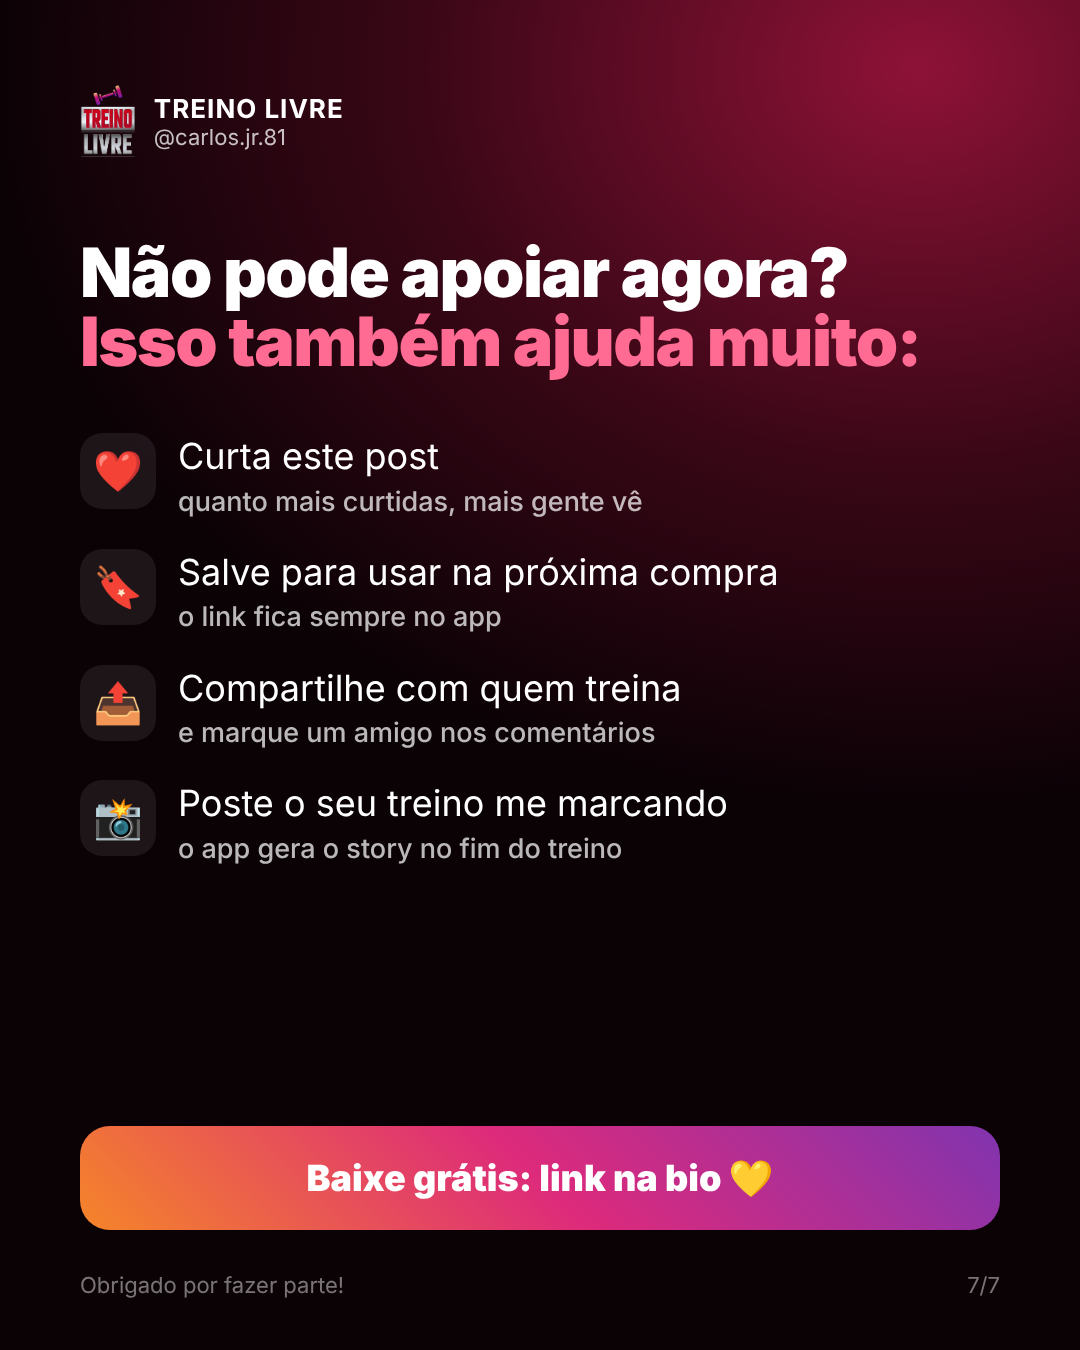 TREINO
LIVRE
TREINO LIVRE
@carlos.jr.81
Não pode apoiar agora?
Isso também ajuda muito:
Curta este post
quanto mais curtidas, mais gente vê
Salve para usar na próxima compra
o link fica sempre no app
Compartilhe com quem treina
e marque um amigo nos comentários
Poste o seu treino me marcando
o app gera o story no fim do treino
Baixe grátis: link na bio 💛
Obrigado por fazer parte!
7/7